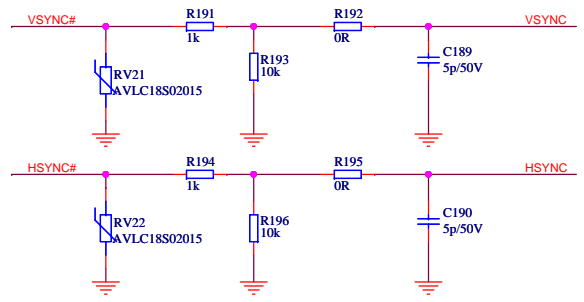 VSYNC#
R191
1k
R192
0R
VSYNC
RV21
AVLC18S02015
R193
10k
C189
5p/50V
HSYNC#
R194
1k
R195
0R
HSYNC
RV22
AVLC18S02015
R196
10k
C190
5p/50V